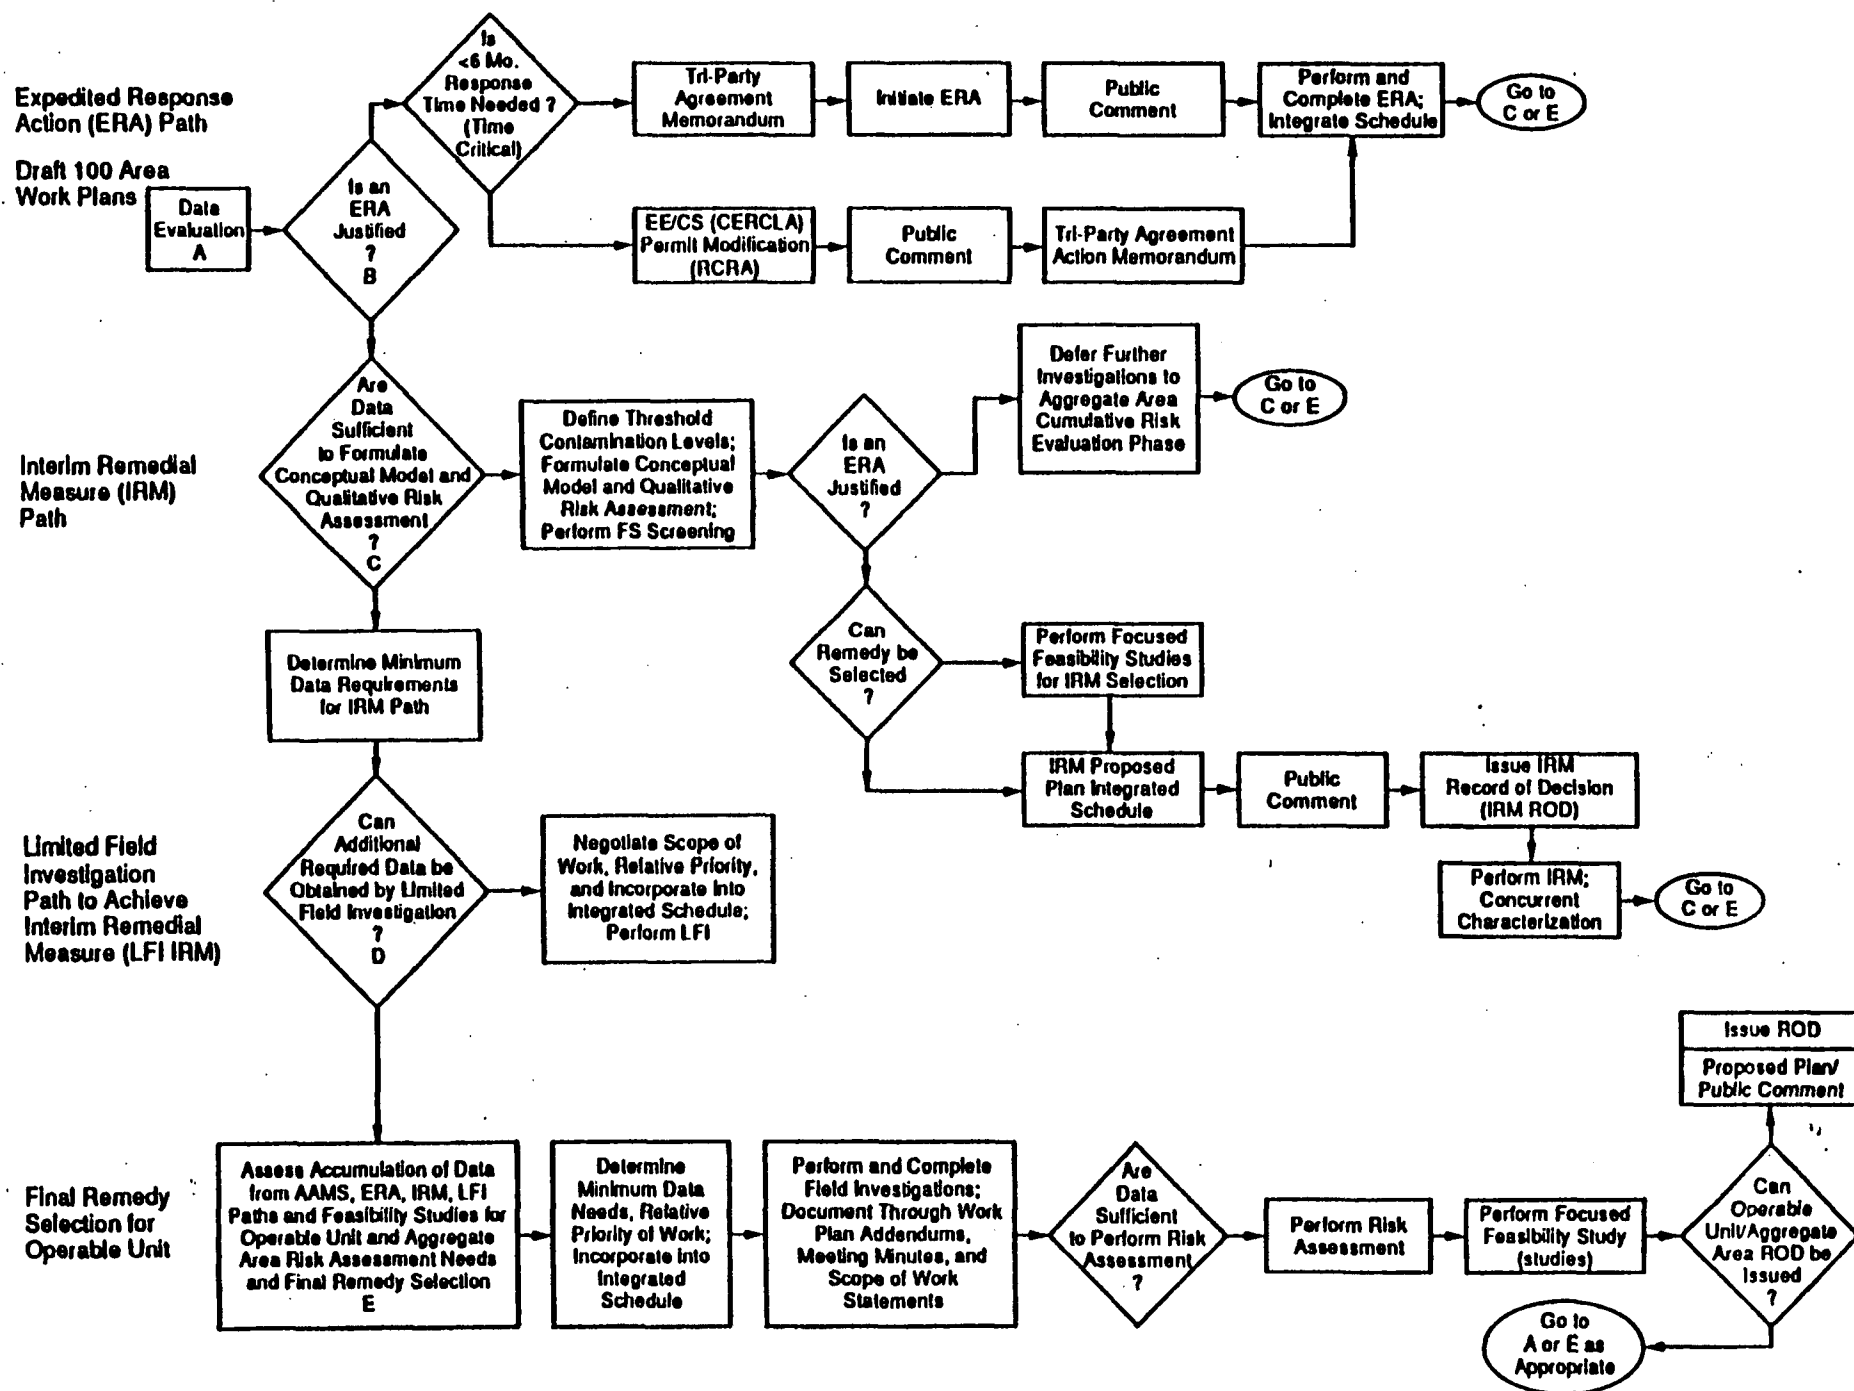 Expedited Response
Action (ERA) Path
Is
<6 Mo.
Response
Time Needed ?
(Time
Critical)
Tri-Party
Agreement
Memorandum
Initiate ERA
Public
Comment
Perform and
Complete ERA;
Integrate Schedule
Go to
C or E
Draft 100 Area
Work Plans
Data
Evaluation
A
Is an
ERA
Justified
?
B
EE/CS (CERCLA)
Permit Modification
(RCRA)
Public
Comment
Tri-Party Agreement
Action Memorandum
Interim Remedial
Measure (IRM)
Path
Are
Data
Sufficient
to Formulate
Conceptual Model and
Qualitative Risk
Assessment
?
C
Define Threshold
Contamination Levels;
Formulate Conceptual
Model and Qualitative
Risk Assessment;
Perform FS Screening
Is an
ERA
Justified
?
Defer Further
Investigations to
Aggregate Area
Cumulative Risk
Evaluation Phase
Go to
C or E
Determine Minimum
Data Requirements
for IRM Path
Can
Remedy be
Selected
?
Perform Focused
Feasibility Studies
for IRM Selection
IRM Proposed
Plan Integrated
Schedule
Public
Comment
Issue IRM
Record of Decision
(IRM ROD)
Perform IRM;
Concurrent
Characterization
Go to
C or E
Limited Field
Investigation
Path to Achieve
Interim Remedial
Measure (LFI IRM)
Can
Additional
Required Data be
Obtained by Limited
Field Investigation
?
D
Negotiate Scope of
Work, Relative Priority,
and Incorporate Into
Integrated Schedule;
Perform LFI
Final Remedy
Selection for
Operable Unit
Assess Accumulation of Data
from AAMS, ERA, IRM, LFI
Paths and Feasibility Studies for
Operable Unit and Aggregate
Area Risk Assessment Needs
and Final Remedy Selection
E
Determine
Minimum Data
Needs, Relative
Priority of Work;
Incorporate into
Integrated
Schedule
Perform and Complete
Field Investigations;
Document Through Work
Plan Addendums,
Meeting Minutes, and
Scope of Work
Statements
Are
Data
Sufficient
to Perform Risk
Assessment
?
Perform Risk
Assessment
Perform Focused
Feasibility Study
(studies)
Can
Operable
Unit/Aggregate
Area ROD be
Issued
?
Issue ROD
Proposed Plan/
Public Comment
Go to
A or E as
Appropriate